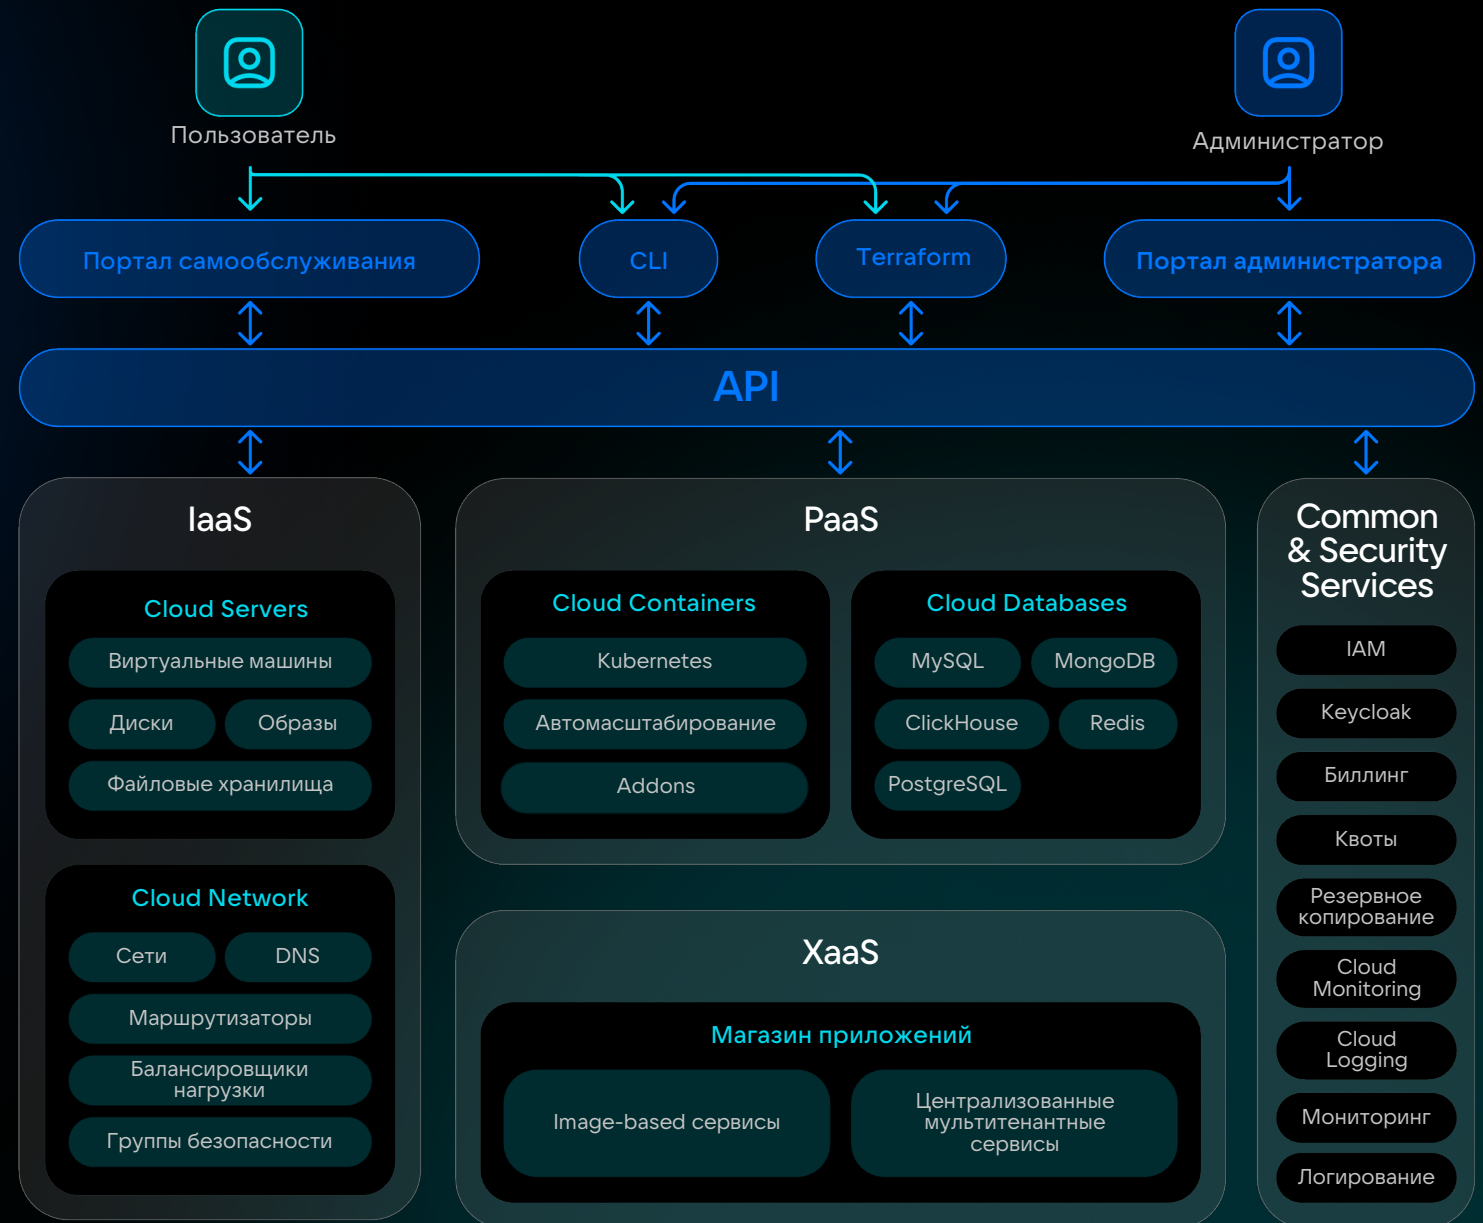 Пользователь
Администратор
Портал самообслуживания
CLI
Terraform
Портал администратора
API
IaaS
Cloud Servers
Виртуальные машины
Диски
Образы
Файловые хранилища
Cloud Network
Сети
DNS
Маршрутизаторы
Балансировщики
нагрузки
Группы безопасности
PaaS
Cloud Containers
Kubernetes
Автомасштабирование
Addons
Cloud Databases
MySQL
MongoDB
ClickHouse
Redis
PostgreSQL
XaaS
Магазин приложений
Image-based сервисы
Централизованные
мультитенантные
сервисы
Common
& Security
Services
IAM
Keycloak
Биллинг
Квоты
Резервное
копирование
Cloud
Monitoring
Cloud
Logging
Мониторинг
Логирование